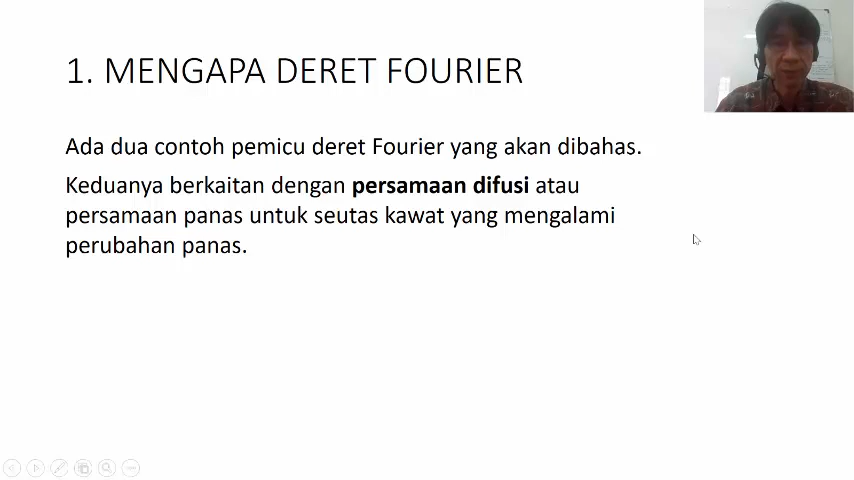 1. MENGAPA DERET FOURIER
Ada dua contoh pemicu deret Fourier yang akan dibahas.
Keduanya berkaitan dengan persamaan difusi atau
persamaan panas untuk seutas kawat yang mengalami
perubahan panas.